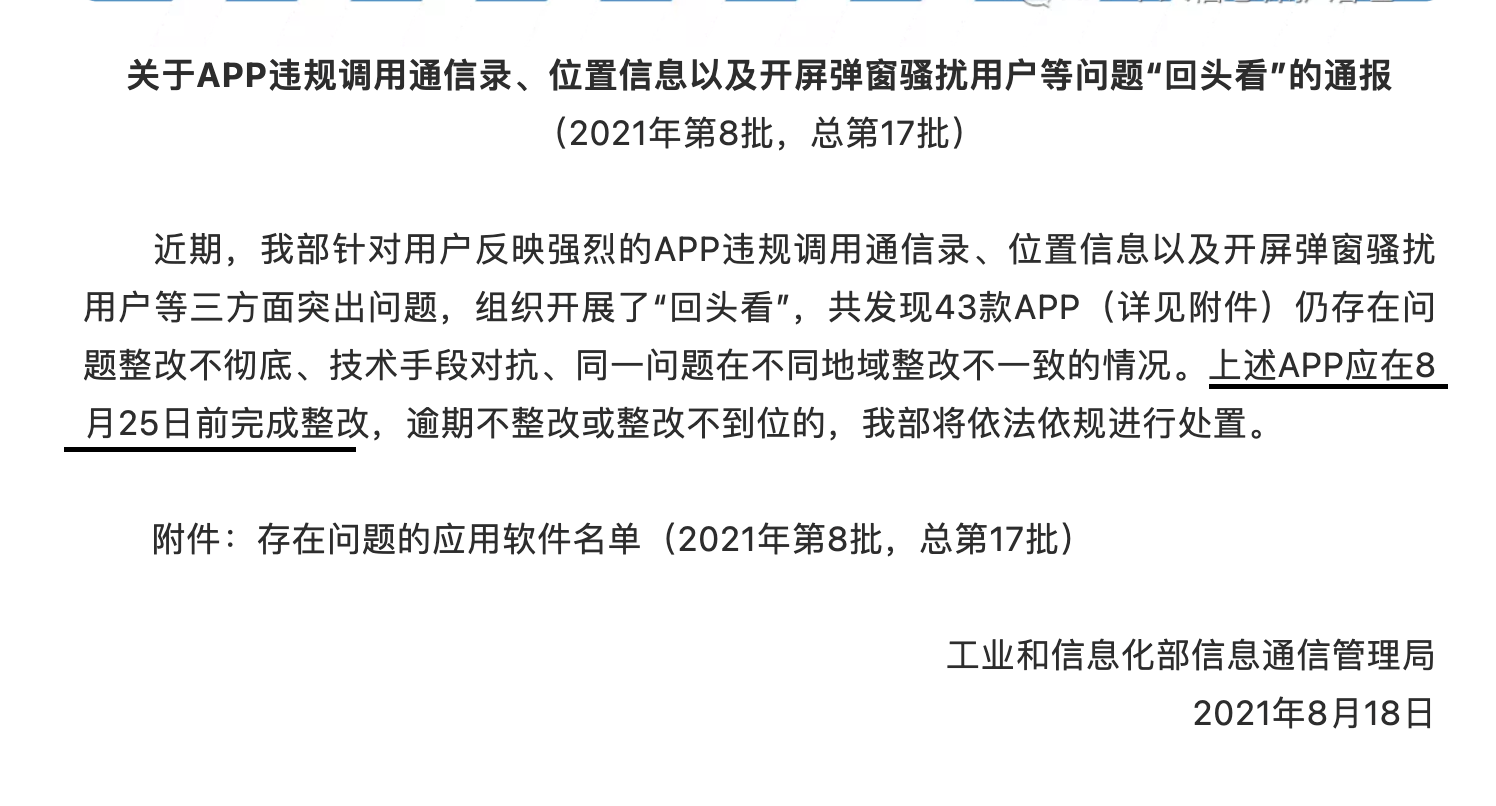 关于APP违规调用通信录、位置信息以及开屏弹窗骚扰用户等问题“回头看”的通报
（2021年第8批，总第17批）
近期，我部针对用户反映强烈的APP违规调用通信录、位置信息以及开屏弹窗骚扰
用户等三方面突出问题，组织开展了“回头看”，共发现43款APP（详见附件）仍存在问
题整改不彻底、技术手段对抗、同一问题在不同地域整改不一致的情况。上述APP应在8
月25日前完成整改，逾期不整改或整改不到位的，我部将依法依规进行处置。
附件：存在问题的应用软件名单（2021年第8批，总第17批）
工业和信息化部信息通信管理局
2021年8月18日